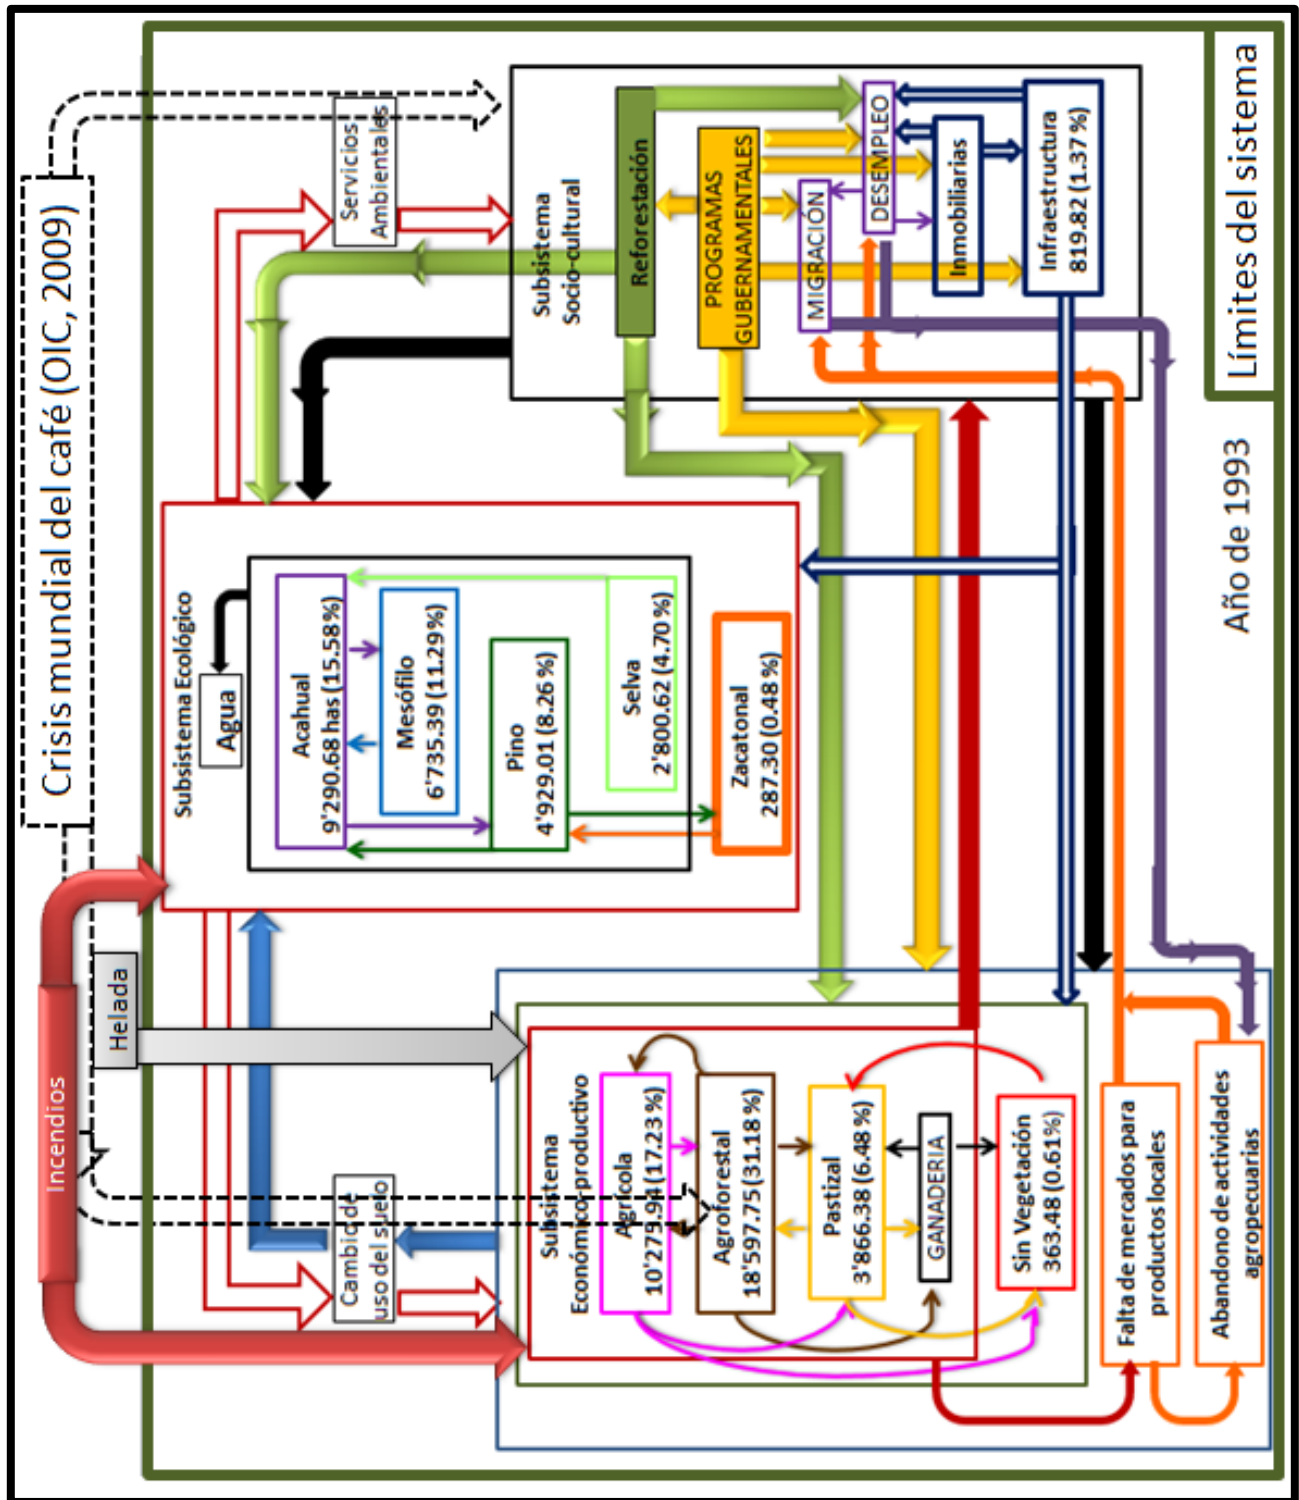 Crisis mundial del café (OIC, 2009)
Incendios
Helada
Cambio de
uso del suelo
Servicios
Ambientales
Subsistema Ecológico
Agua
Acahual
9'290.68 has (15.58%)
Mesófilo
6'735.39 (11.29%)
Pino
4'929.01 (8.26 %)
Selva
2'800.62 (4.70 %)
Zacatonal
287.30 (0.48 %)
Subsistema
Económico-productivo
Agrícola
10'275.94 (17.23 %)
Agroforestal
18'597.75 (31.18 %)
Pastizal
3'866.38 (6.48 %)
GANADERIA
Sin Vegetación
363.48 (0.61%)
Falta de mercados para
productos locales
Abandono de actividades
agropecuarias
Subsistema
Socio-cultural
Reforestación
PROGRAMAS
GUBERNAMENTALES
MIGRACIÓN
DESEMPLEO
Inmobiliarias
Infraestructura
819.82 (1.37 %)
Año de 1993
Límites del sistema